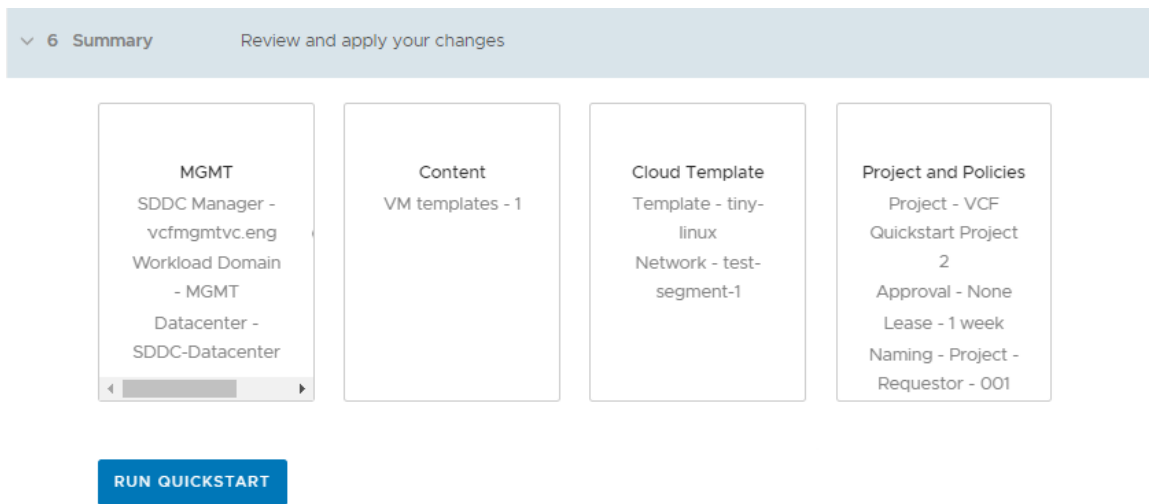 6 Summary Review and apply your changes
MGMT
SDDC Manager -
vcfmgmtvc.eng
Workload Domain
- MGMT
Datacenter -
SDDC-Datacenter
Content
VM templates - 1
Cloud Template
Template - tiny-
linux
Network - test-
segment-1
Project and Policies
Project - VCF
Quickstart Project
2
Approval - None
Lease - 1 week
Naming - Project -
Requestor - 001
RUN QUICKSTART